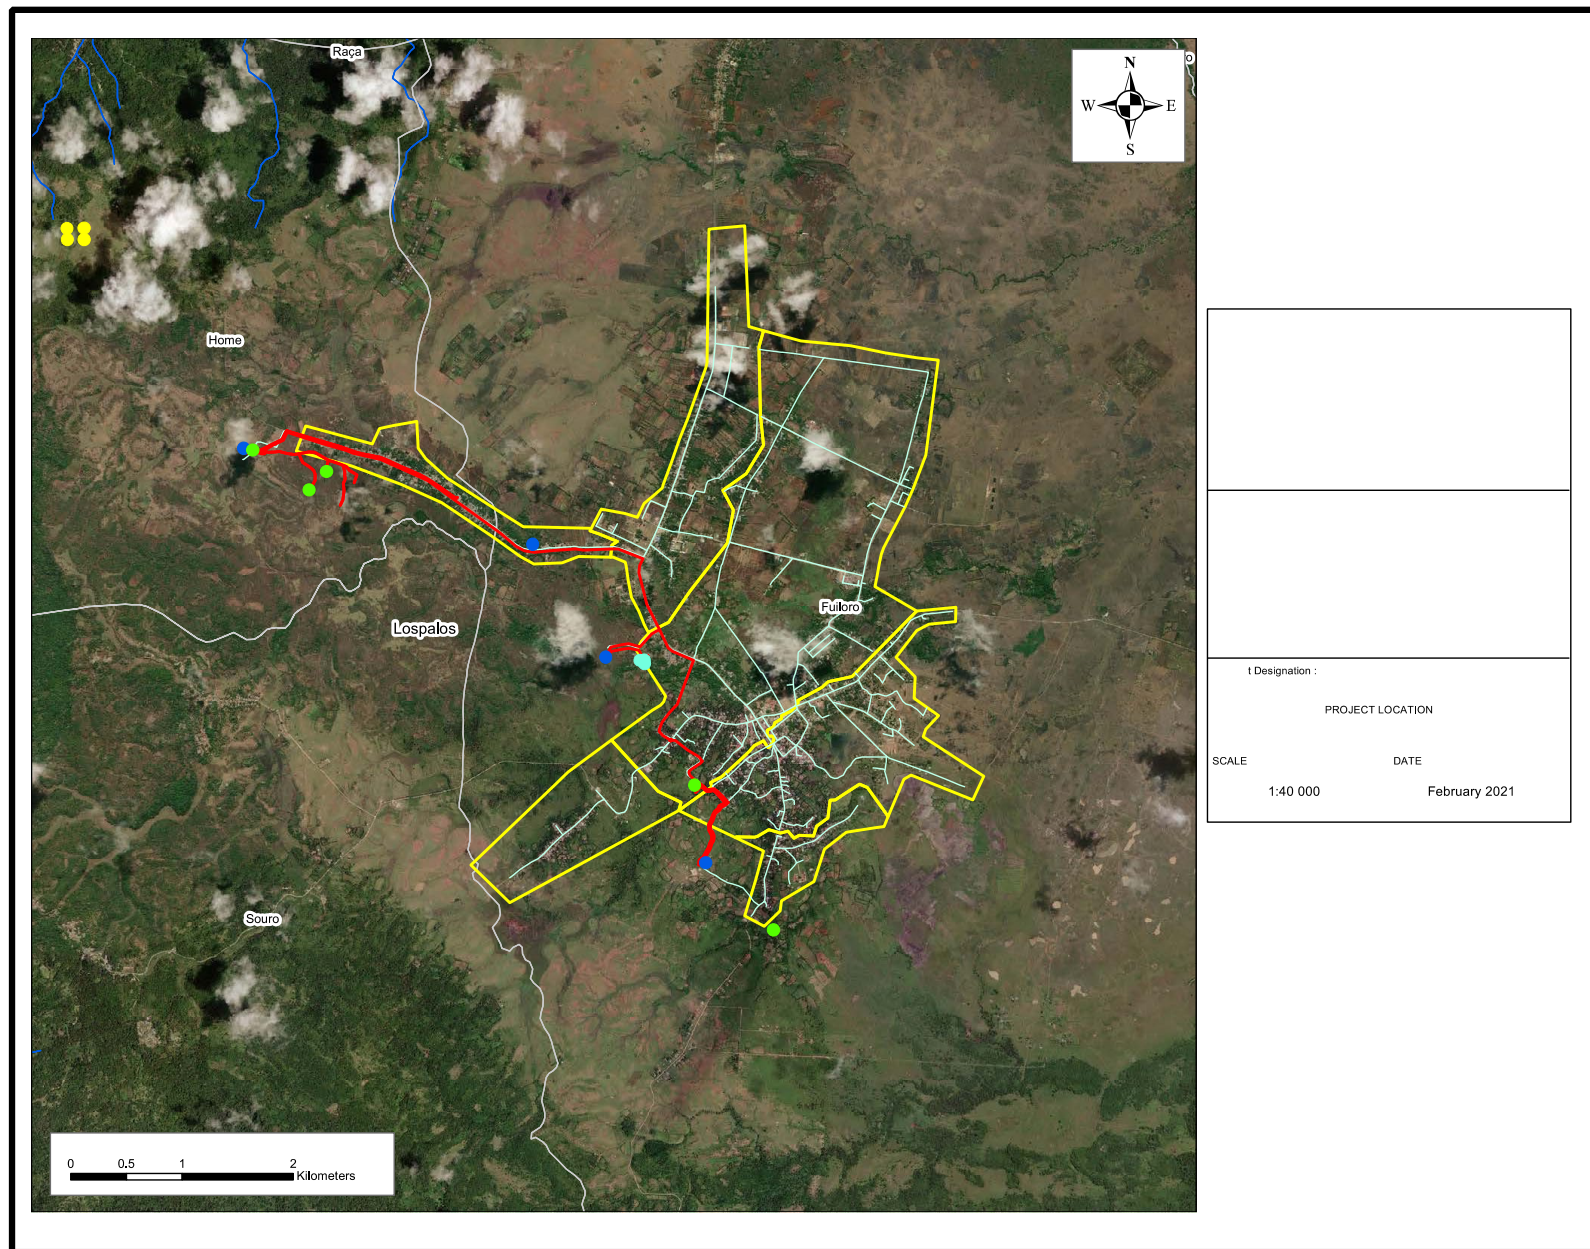 Raça
o
N
W E
S
Home
Fuiloro
Lospalos
t Designation :
PROJECT LOCATION
SCALE DATE
1:40 000 February 2021
Souro
0 0.5 1 2
Kilometers